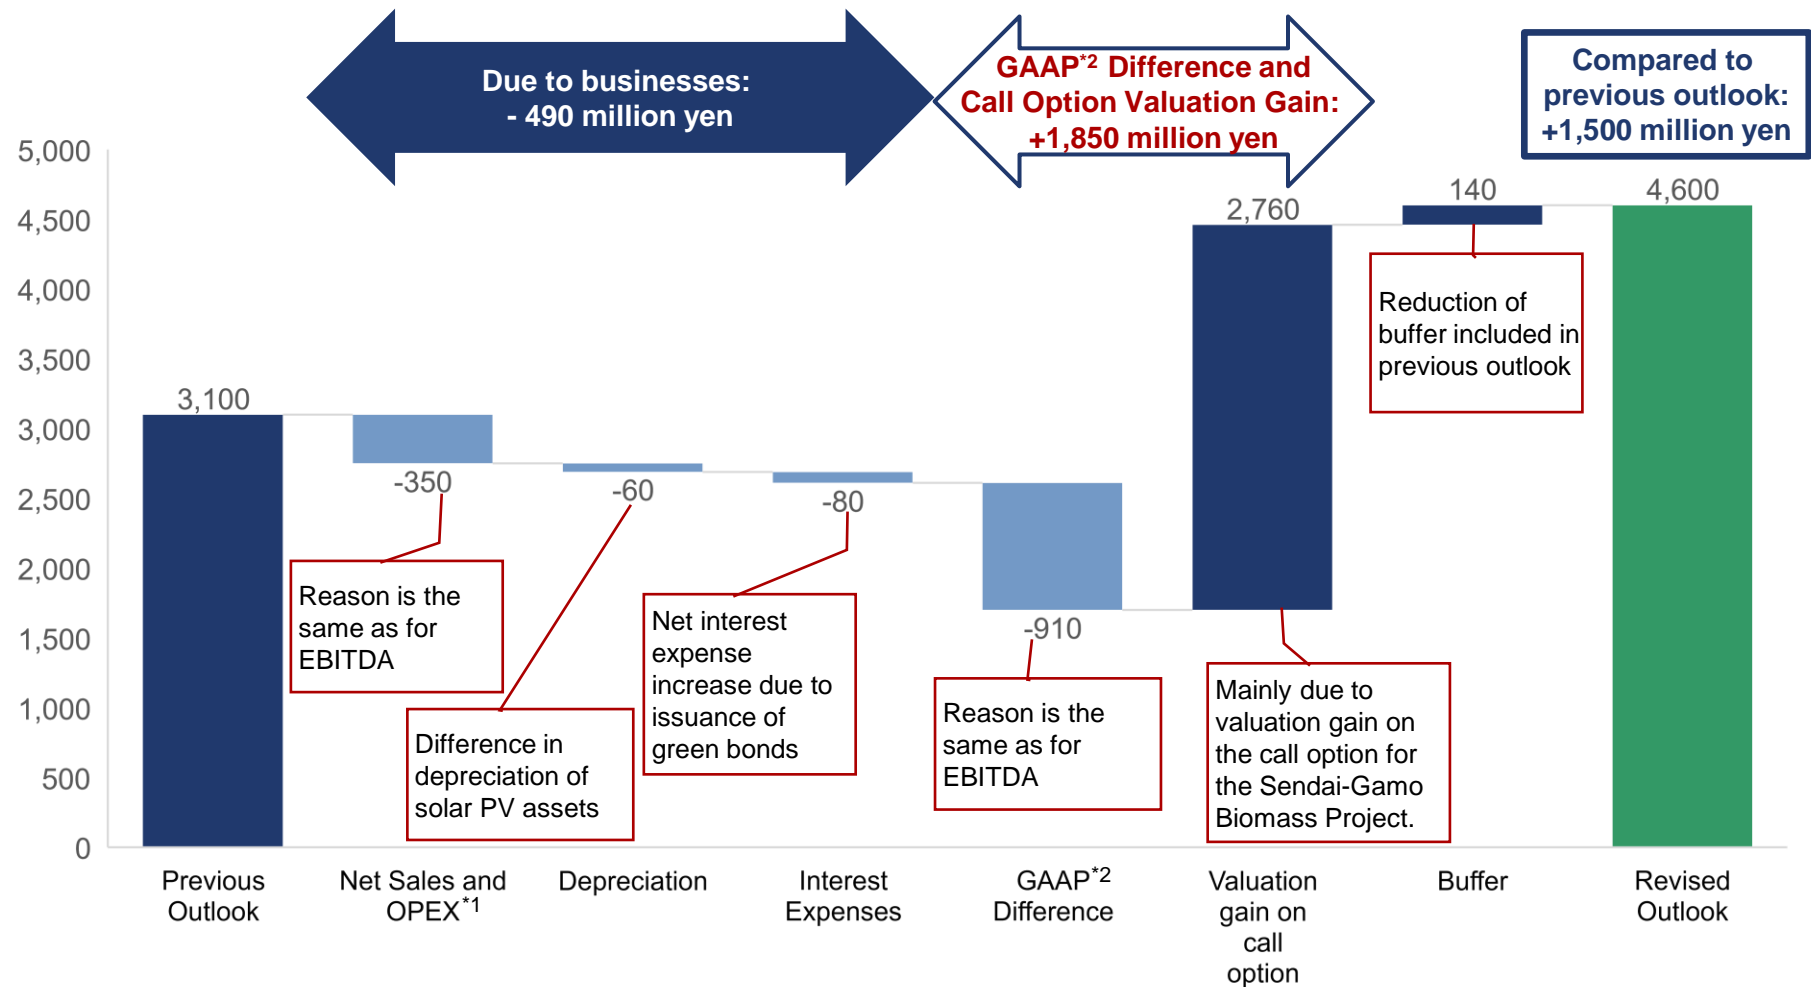 Due to businesses:
- 490 million yen
GAAP*2 Difference and
Call Option Valuation Gain:
+1,850 million yen
Compared to
previous outlook:
+1,500 million yen
5,000
4,500
4,000
3,500
3,000
2,500
2,000
1,500
1,000
500
0
3,100
-350
-60
-80
-910
2,760
140
4,600
Reason is the
same as for
EBITDA
Difference in
depreciation of
solar PV assets
Net interest
expense
increase due to
issuance of
green bonds
Reason is the
same as for
EBITDA
Mainly due to
valuation gain on
the call option for
the Sendai-Gamo
Biomass Project.
Reduction of
buffer included in
previous outlook
Previous
Outlook
Net Sales and
OPEX*1
Depreciation
Interest
Expenses
GAAP*2
Difference
Valuation
gain on
call
option
Buffer
Revised
Outlook